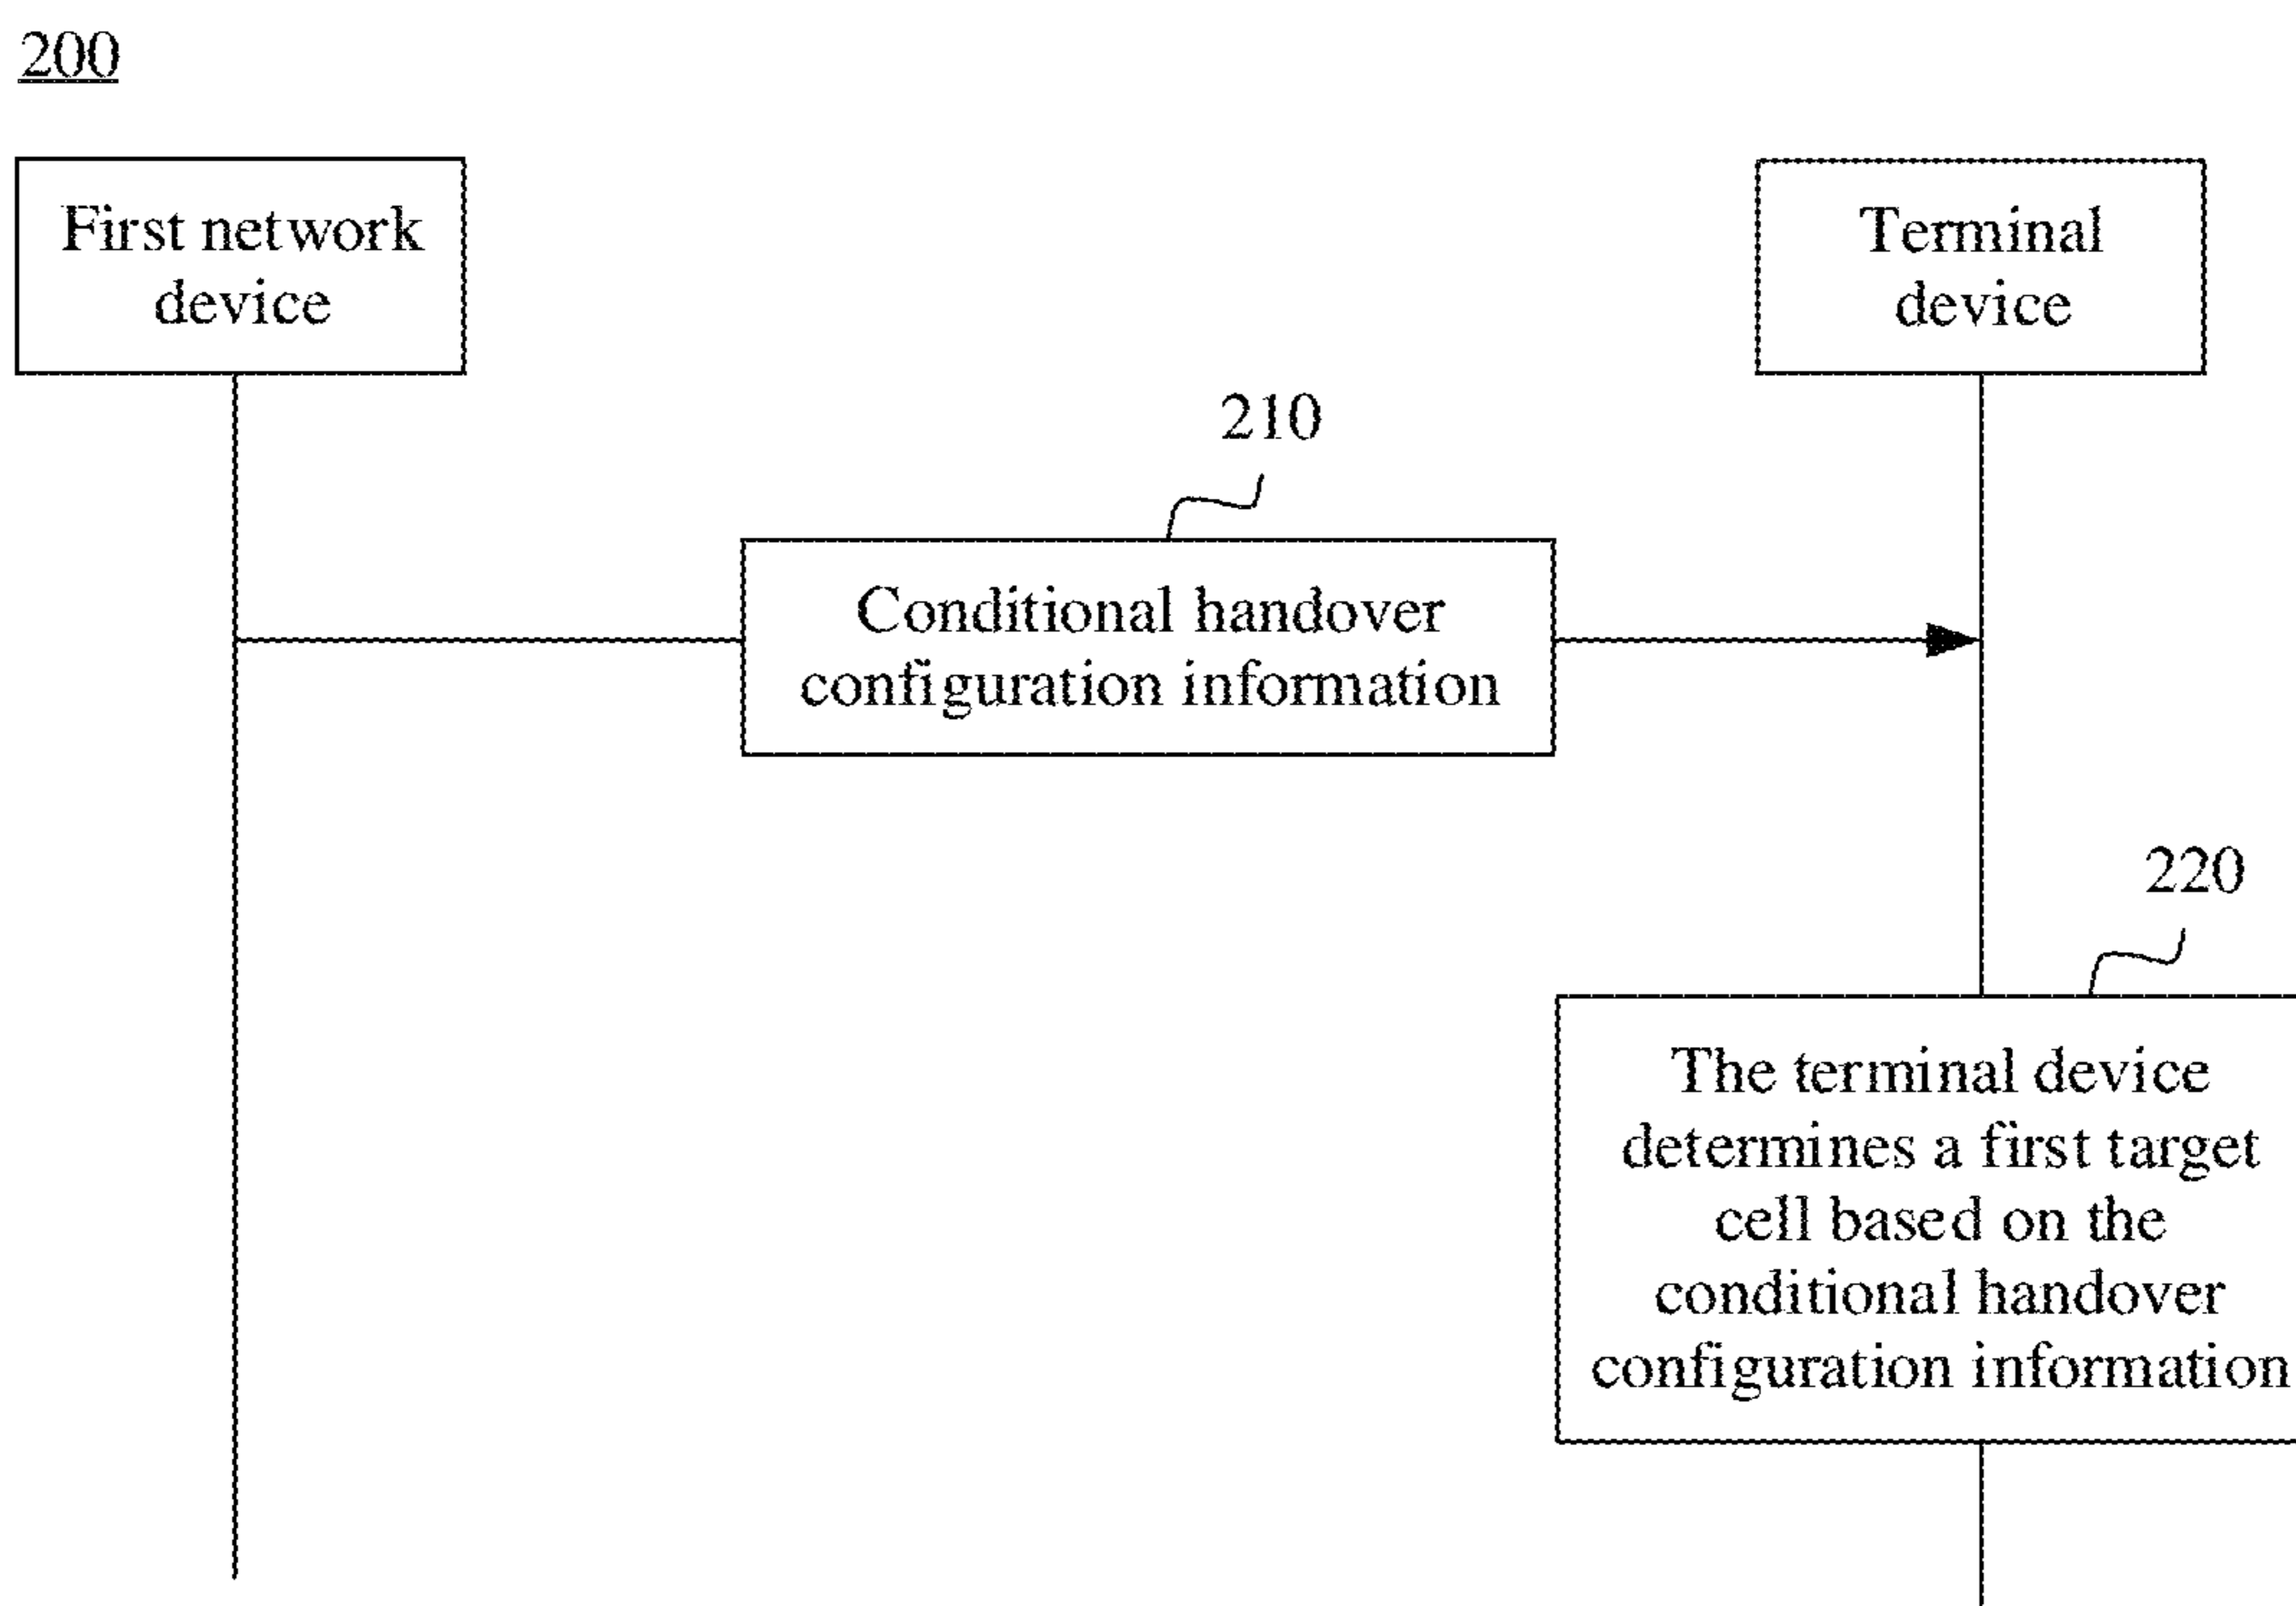 200
First network
device
Terminal
device
210
Conditional handover
configuration information
220
The terminal device
determines a first target
cell based on the
conditional handover
configuration information